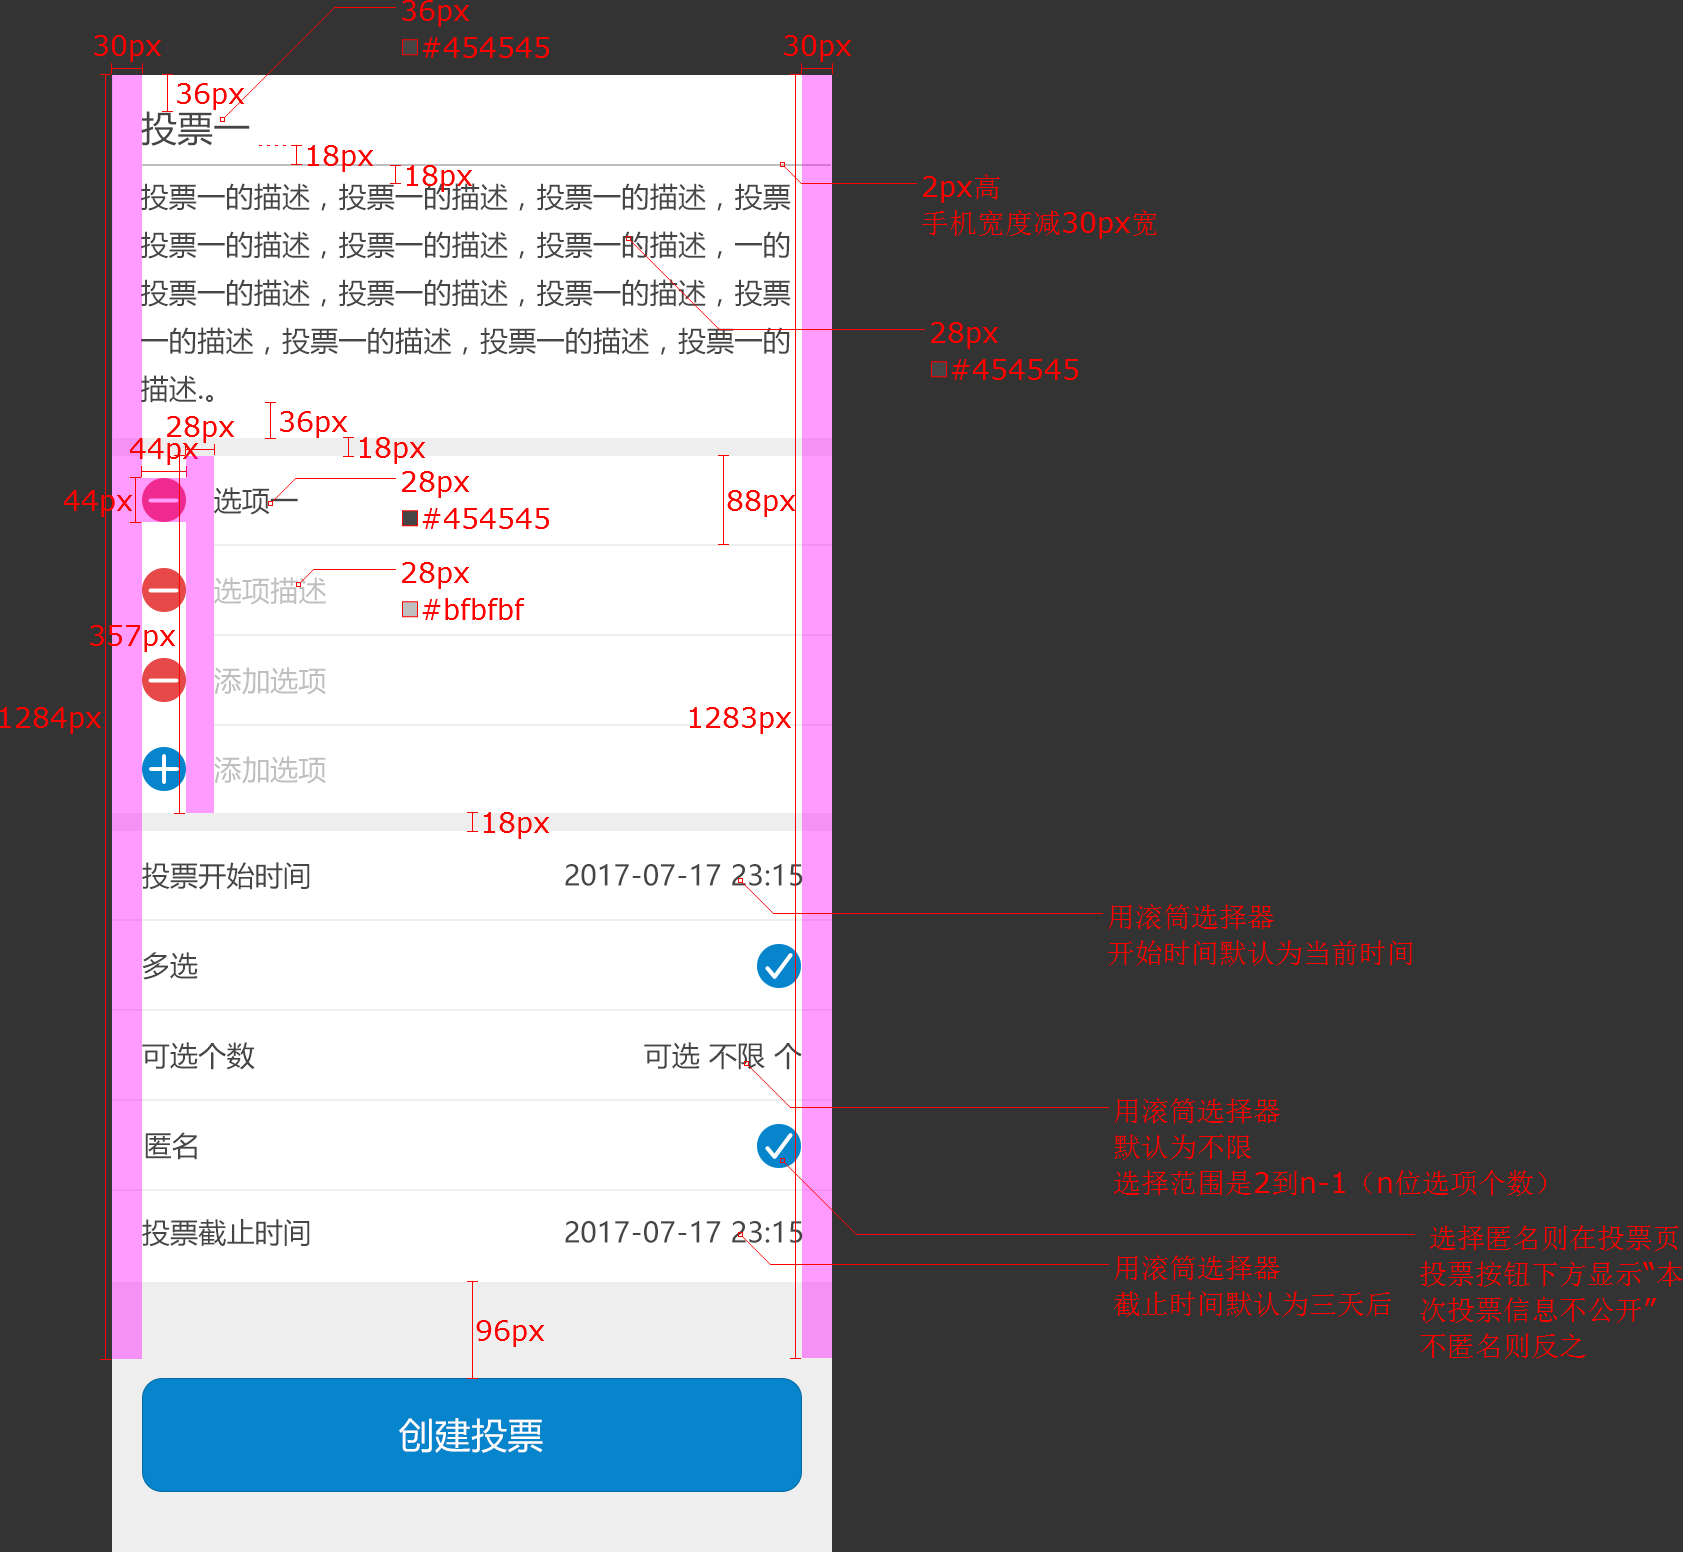 36px
#454545
30px
30px
36px
投票一
18px
18px
2px高
手机宽度减30px宽
投票一的描述，投票一的描述，投票一的描述，投票
投票一的描述，投票一的描述，投票一的描述，一的
投票一的描述，投票一的描述，投票一的描述，投票
一的描述，投票一的描述，投票一的描述，投票一的
描述.。
28px
#454545
36px
28px
18px
44px
44px
选项一
28px
#454545
88px
选项描述
28px
#bfbfbf
357px
添加选项
1284px
1283px
添加选项
18px
投票开始时间
2017-07-17 23:15
用滚筒选择器
开始时间默认为当前时间
多选
可选个数
可选 不限 个
用滚筒选择器
默认为不限
选择范围是2到n-1（n位选项个数）
匿名
选择匿名则在投票页
投票按钮下方显示“本
次投票信息不公开”
不匿名则反之
投票截止时间
2017-07-17 23:15
用滚筒选择器
截止时间默认为三天后
96px
创建投票